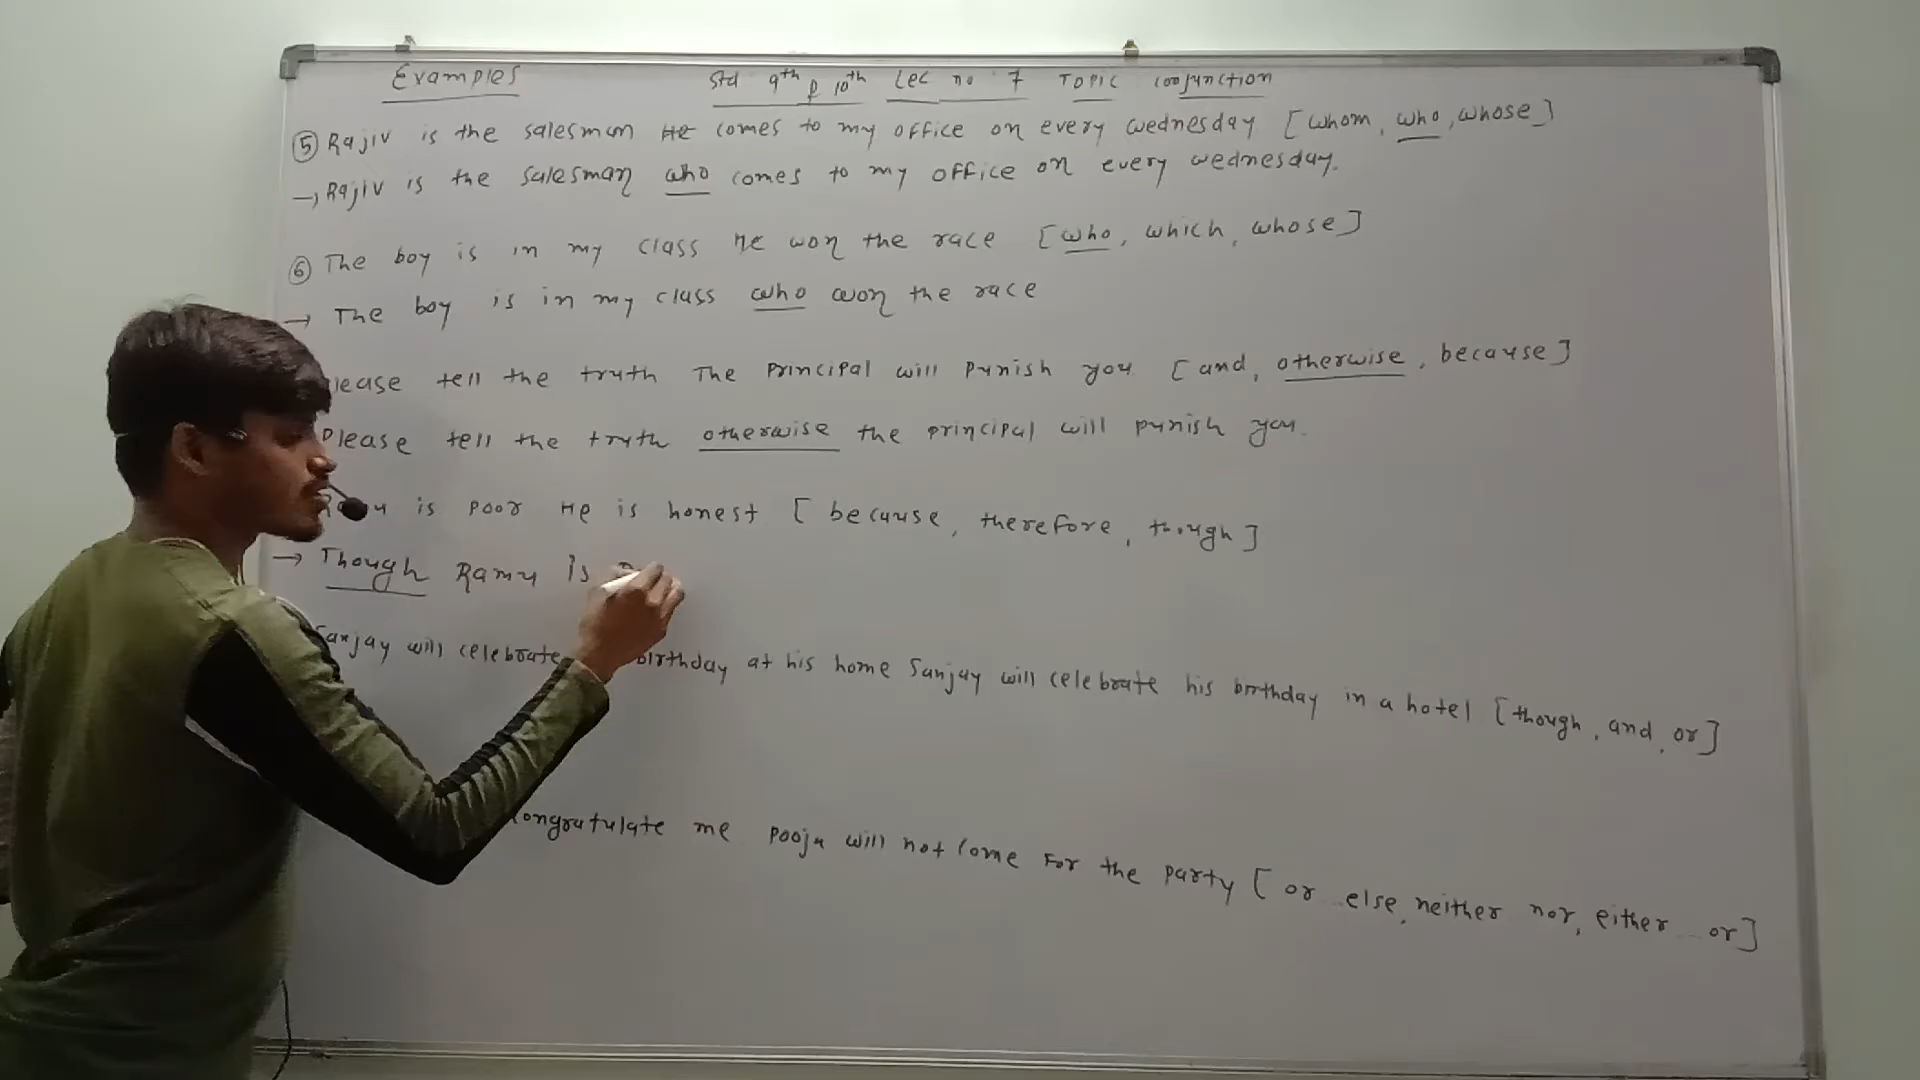 Examples Std 9th & 10th Lec no 7 Topic conjunction
⑤ Rajiv is the salesman He comes to my office on every wednesday [whom, who, whose]
→ Rajiv is the salesman who comes to my office on every wednesday.
⑥ The boy is in my class He won the race [who, which, whose]
→ The boy is in my class who won the race
lease tell the truth The principal will punish you [and, otherwise, because]
Please tell the truth otherwise the principal will punish you.
is poor He is honest [because, therefore, though]
→ Though Ramu is
Sanjay will celebrate birthday at his home Sanjay will celebrate his birthday in a hotel [though, and, or]
congratulate me Pooja will not come for the party [or ... else, neither nor, either ... or]